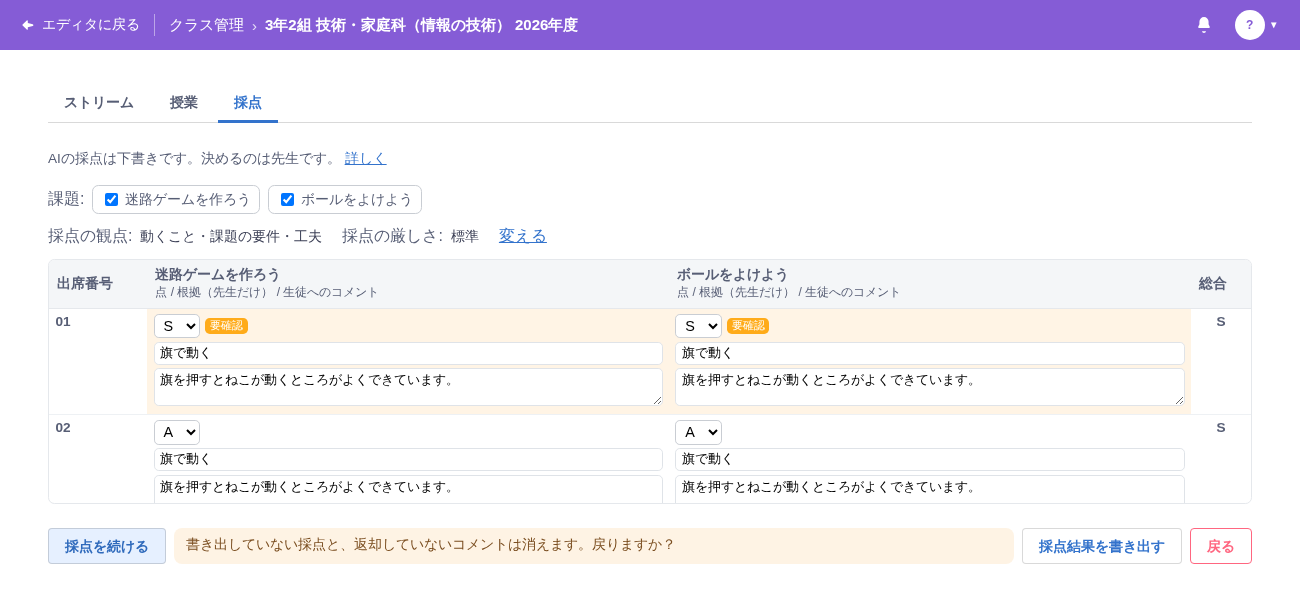 エディタに戻る クラス管理 › 3年2組 技術・家庭科（情報の技術） 2026年度 ? ▾
ストリーム 授業 採点
AIの採点は下書きです。決めるのは先生です。 詳しく
課題: 迷路ゲームを作ろう ボールをよけよう
採点の観点: 動くこと・課題の要件・工夫 採点の厳しさ: 標準 変える
出席番号 迷路ゲームを作ろう ボールをよけよう 総合
点 / 根拠（先生だけ） / 生徒へのコメント 点 / 根拠（先生だけ） / 生徒へのコメント
01 S 要確認 S 要確認 S
旗で動く 旗で動く
旗を押すとねこが動くところがよくできています。 旗を押すとねこが動くところがよくできています。
02 A A S
旗で動く 旗で動く
旗を押すとねこが動くところがよくできています。 旗を押すとねこが動くところがよくできています。
採点を続ける 書き出していない採点と、返却していないコメントは消えます。戻りますか？ 採点結果を書き出す 戻る